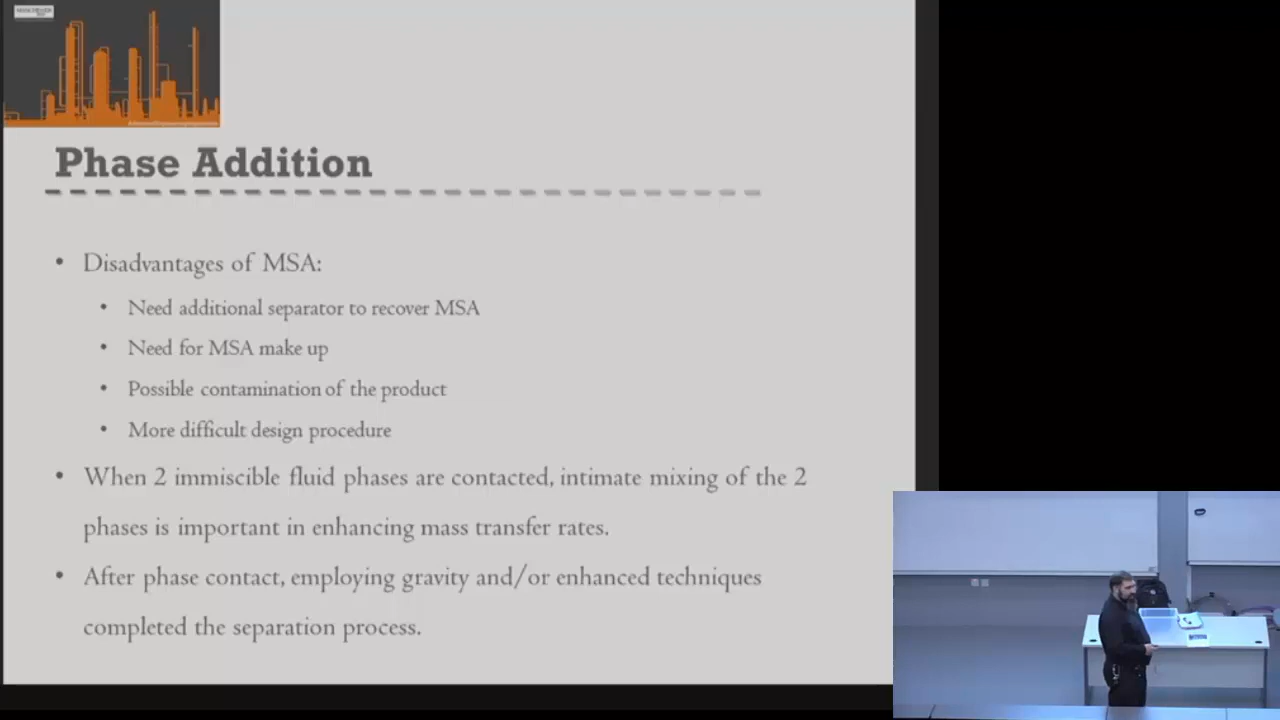 Phase Addition
• Disadvantages of MSA:
• Need additional separator to recover MSA
• Need for MSA make up
• Possible contamination of the product
• More difficult design procedure
• When 2 immiscible fluid phases are contacted, intimate mixing of the 2
phases is important in enhancing mass transfer rates.
• After phase contact, employing gravity and/or enhanced techniques
completed the separation process.